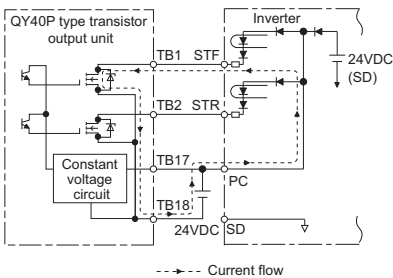 QY40P type transistor
output unit
Inverter
TB1 STF
24VDC
(SD)
TB2 STR
Constant
voltage
circuit
TB17
PC
TB18
24VDC SD
Current flow